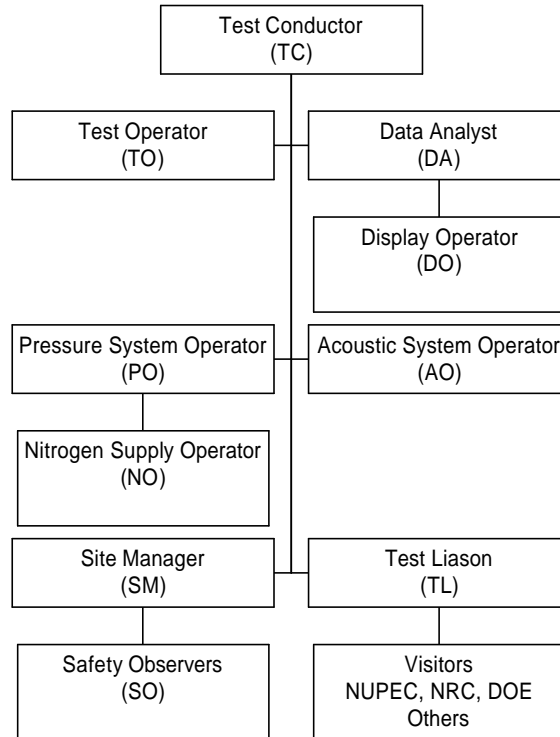 Test Conductor
(TC)
Test Operator
(TO)
Data Analyst
(DA)
Display Operator
(DO)
Pressure System Operator
(PO)
Acoustic System Operator
(AO)
Nitrogen Supply Operator
(NO)
Site Manager
(SM)
Test Liason
(TL)
Safety Observers
(SO)
Visitors
NUPEC, NRC, DOE
Others